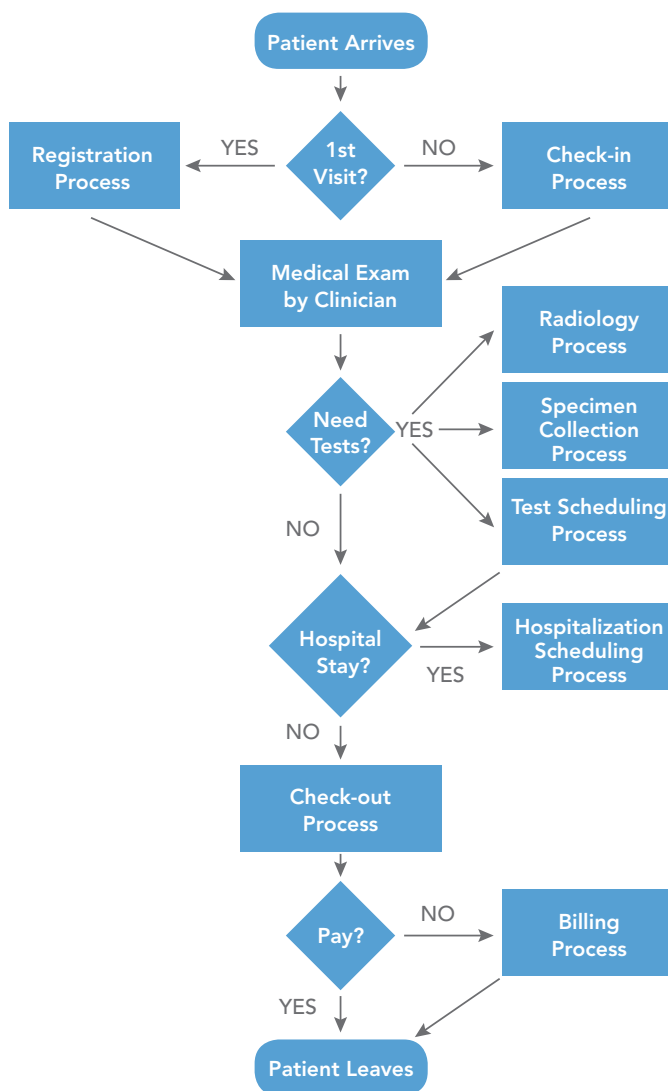 Patient Arrives
YES
NO
Registration
Process
1st
Visit?
Check-in
Process
Medical Exam
by Clinician
Radiology
Process
Need
Tests?
YES
Specimen
Collection
Process
NO
Test Scheduling
Process
Hospital
Stay?
YES
Hospitalization
Scheduling
Process
NO
Check-out
Process
Pay?
NO
Billing
Process
YES
Patient Leaves